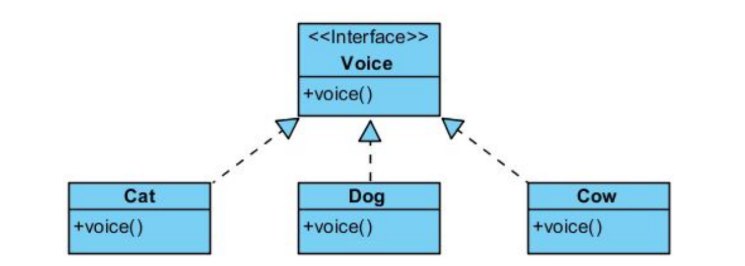 <<Interface>>
Voice
+voice()
Cat
+voice()
Dog
+voice()
Cow
+voice()